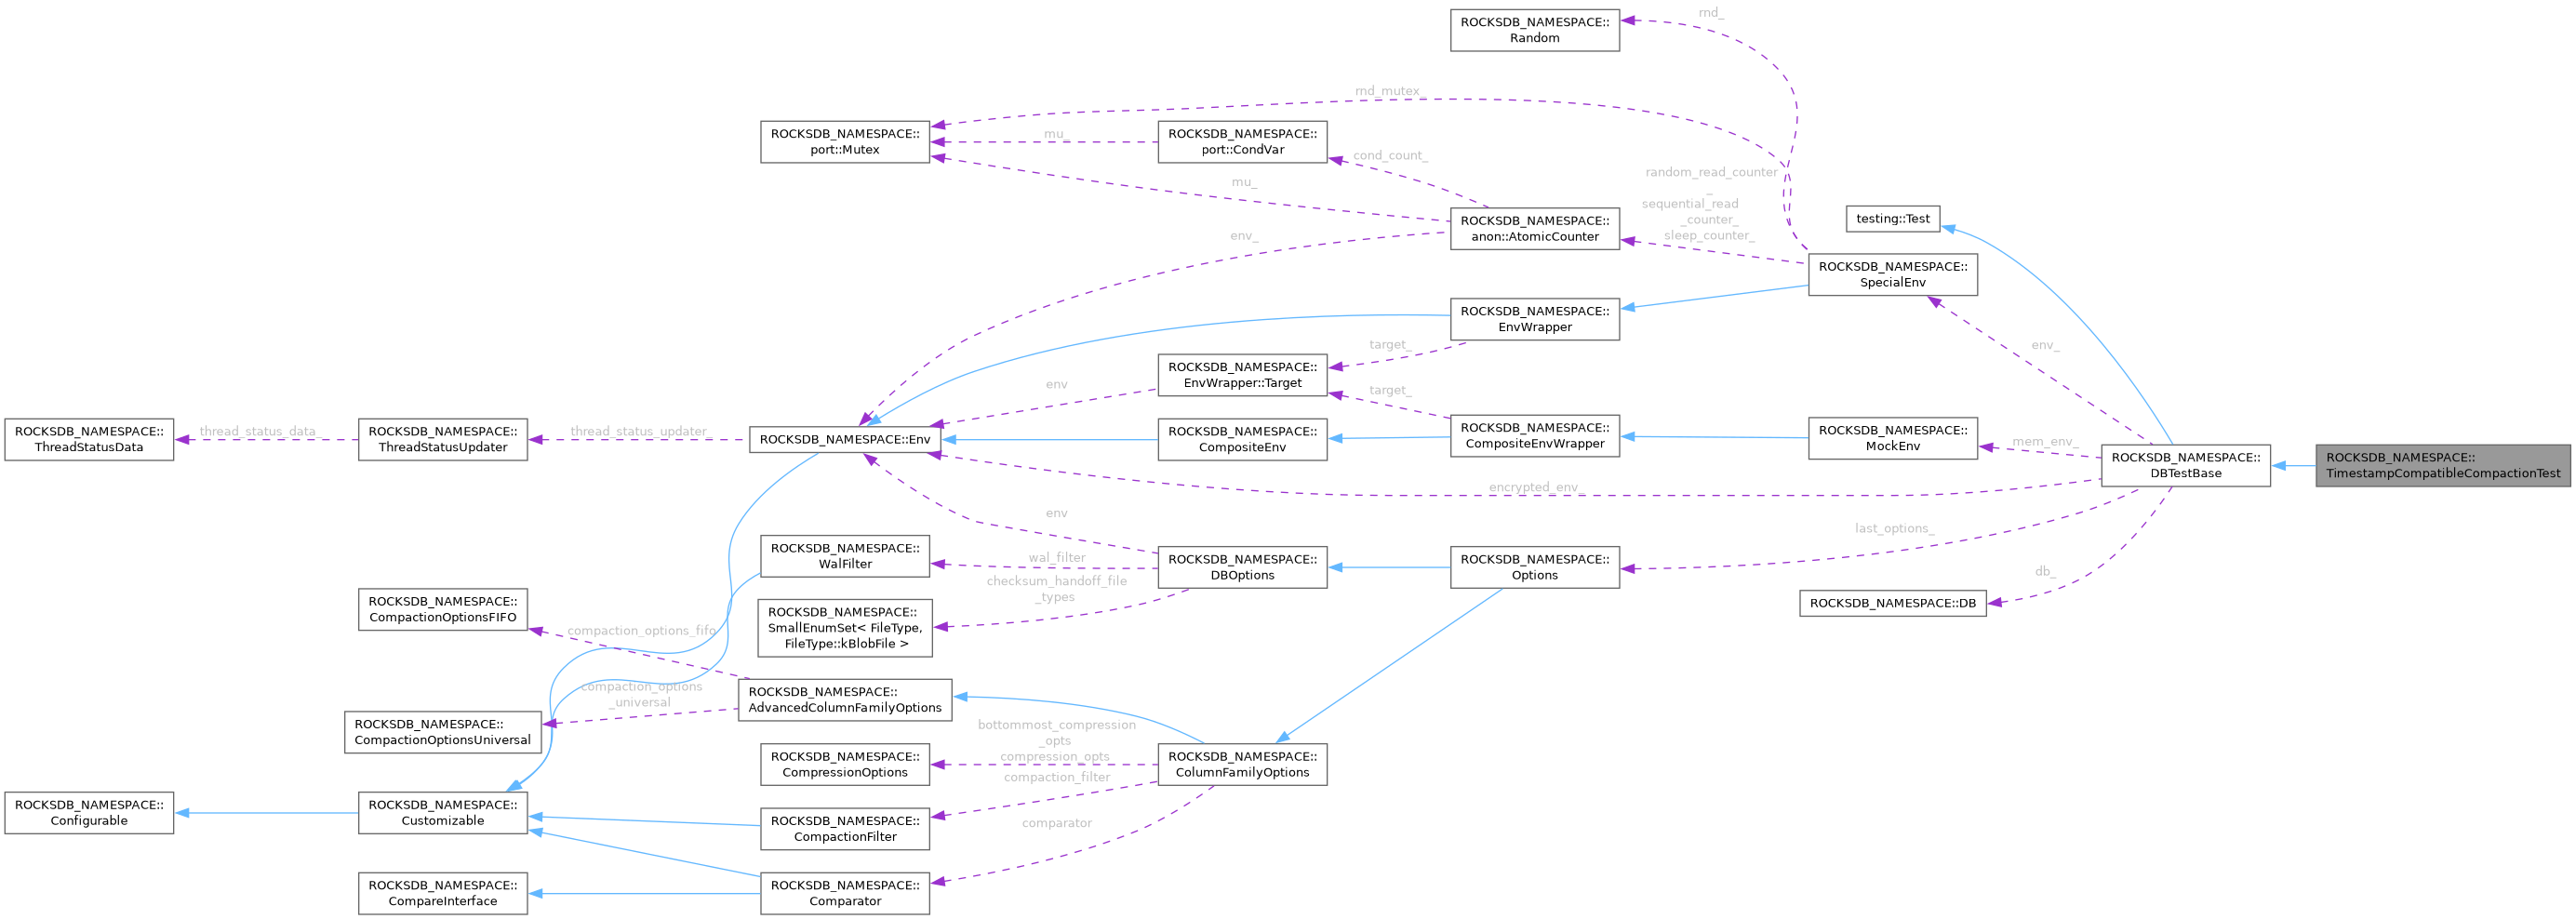 rnd_
ROCKSDB_NAMESPACE::
Random
rnd_mutex_
ROCKSDB_NAMESPACE::
port::Mutex
mu_
ROCKSDB_NAMESPACE::
port::CondVar
cond_count_
mu_
random_read_counter
_
sequential_read
_counter_
sleep_counter_
ROCKSDB_NAMESPACE::
anon::AtomicCounter
testing::Test
env_
ROCKSDB_NAMESPACE::
SpecialEnv
ROCKSDB_NAMESPACE::
EnvWrapper
target_
env_
ROCKSDB_NAMESPACE::
EnvWrapper::Target
env
target_
ROCKSDB_NAMESPACE::
ThreadStatusData
thread_status_data_
ROCKSDB_NAMESPACE::
ThreadStatusUpdater
thread_status_updater_
ROCKSDB_NAMESPACE::Env
ROCKSDB_NAMESPACE::
CompositeEnv
ROCKSDB_NAMESPACE::
CompositeEnvWrapper
ROCKSDB_NAMESPACE::
MockEnv
mem_env_
ROCKSDB_NAMESPACE::
DBTestBase
ROCKSDB_NAMESPACE::
TimestampCompatibleCompactionTest
encrypted_env_
env
last_options_
ROCKSDB_NAMESPACE::
WalFilter
wal_filter
ROCKSDB_NAMESPACE::
DBOptions
ROCKSDB_NAMESPACE::
Options
db_
checksum_handoff_file
_types
ROCKSDB_NAMESPACE::
CompactionOptionsFIFO
compaction_options_fifo
ROCKSDB_NAMESPACE::
SmallEnumSet< FileType,
FileType::kBlobFile >
ROCKSDB_NAMESPACE::DB
compaction_options
_universal
ROCKSDB_NAMESPACE::
AdvancedColumnFamilyOptions
ROCKSDB_NAMESPACE::
CompactionOptionsUniversal
bottommost_compression
_opts
compression_opts
ROCKSDB_NAMESPACE::
CompressionOptions
compaction_filter
ROCKSDB_NAMESPACE::
ColumnFamilyOptions
ROCKSDB_NAMESPACE::
Configurable
ROCKSDB_NAMESPACE::
Customizable
ROCKSDB_NAMESPACE::
CompactionFilter
comparator
ROCKSDB_NAMESPACE::
CompareInterface
ROCKSDB_NAMESPACE::
Comparator